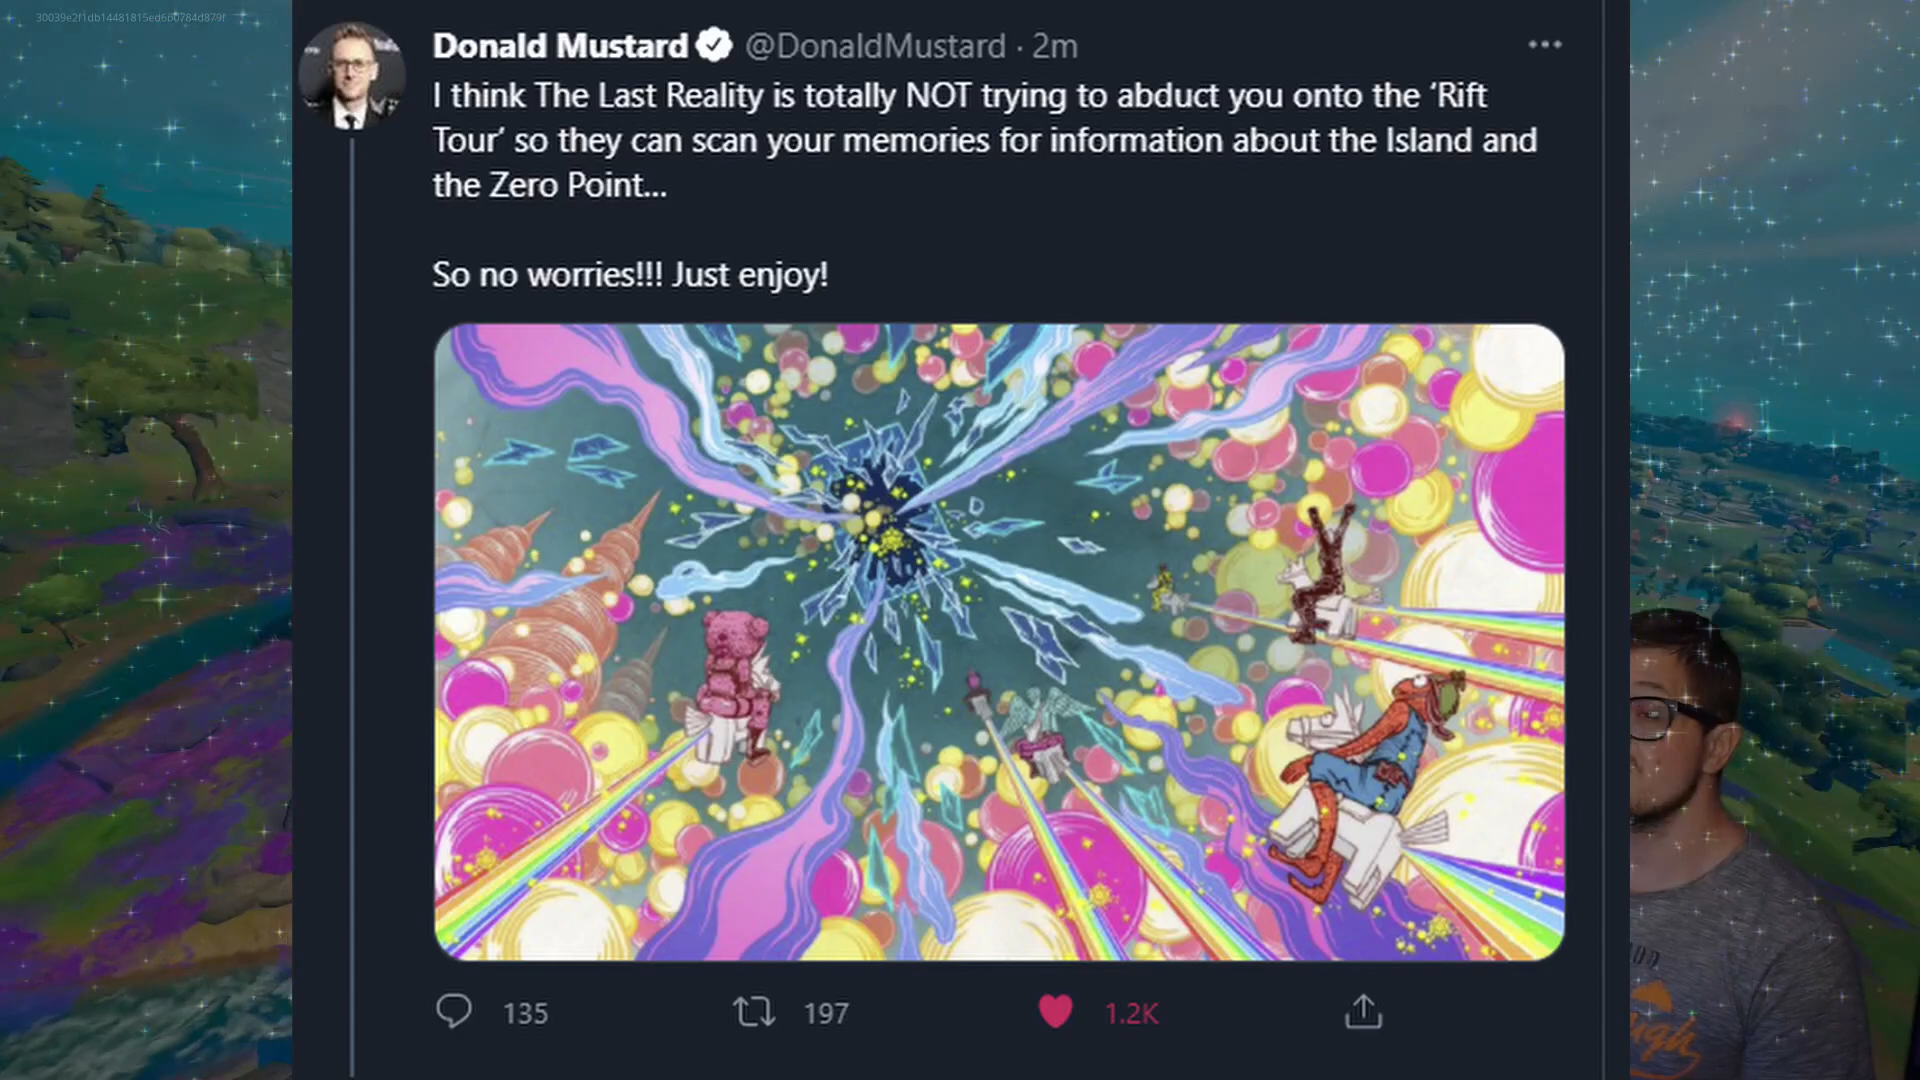 30039e2f1db14481815ed6b0784d879f
Donald Mustard @DonaldMustard · 2m
I think The Last Reality is totally NOT trying to abduct you onto the ‘Rift
Tour’ so they can scan your memories for information about the Island and
the Zero Point...
So no worries!!! Just enjoy!
135 197 1.2K